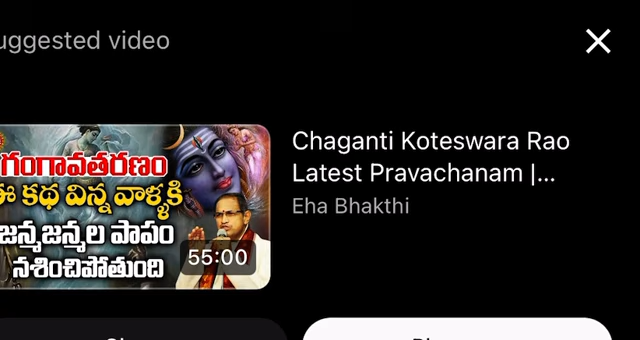 uggested video
గంగావతరణం
ఈ కథ విన్న వాళ్ళకి
జన్మజన్మల పాపం
నశించిపోతుంది
55:00
Chaganti Koteswara Rao
Latest Pravachanam |...
Eha Bhakthi